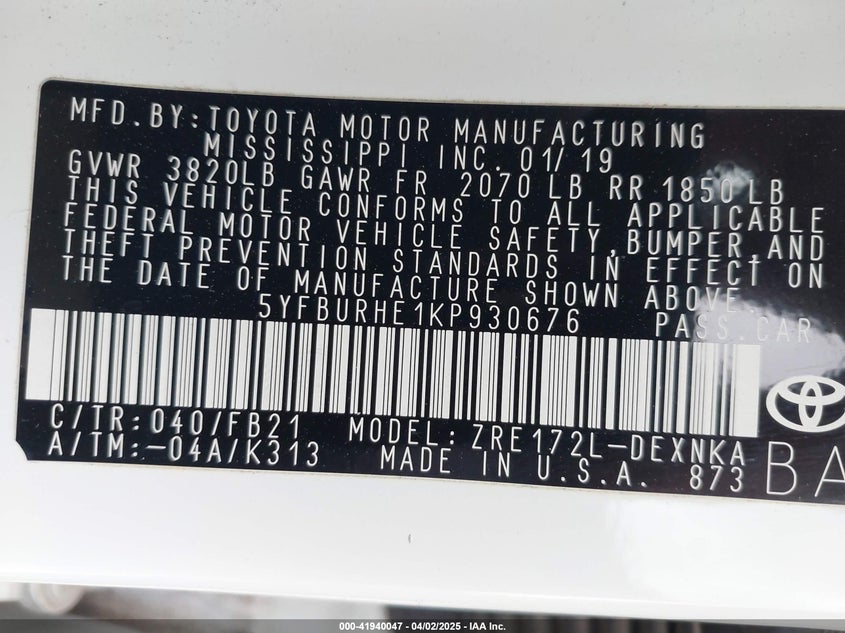 MFD.BY:TOYOTA MOTOR MANUFACTURING
MISSISSIPPI INC. 01/19
GVWR 3820LB GAWR FR 2070 LB RR 1850 LB
THIS VEHICLE CONFORMS TO ALL APPLICABLE
FEDERAL MOTOR VEHICLE SAFETY,BUMPER,AND
THEFT PREVENTION STANDARDS IN EFFECT ON
THE DATE OF MANUFACTURE SHOWN ABOVE.
5YFBURHE1KP930676 PASS.CAR
C/TR:040/FB21 MODEL:ZRE172L-DEXNKA
A/TM:-04A/K313 MADE IN U.S.A. 873
BA
000-41940047 - 04/02/2025 - IAA Inc.